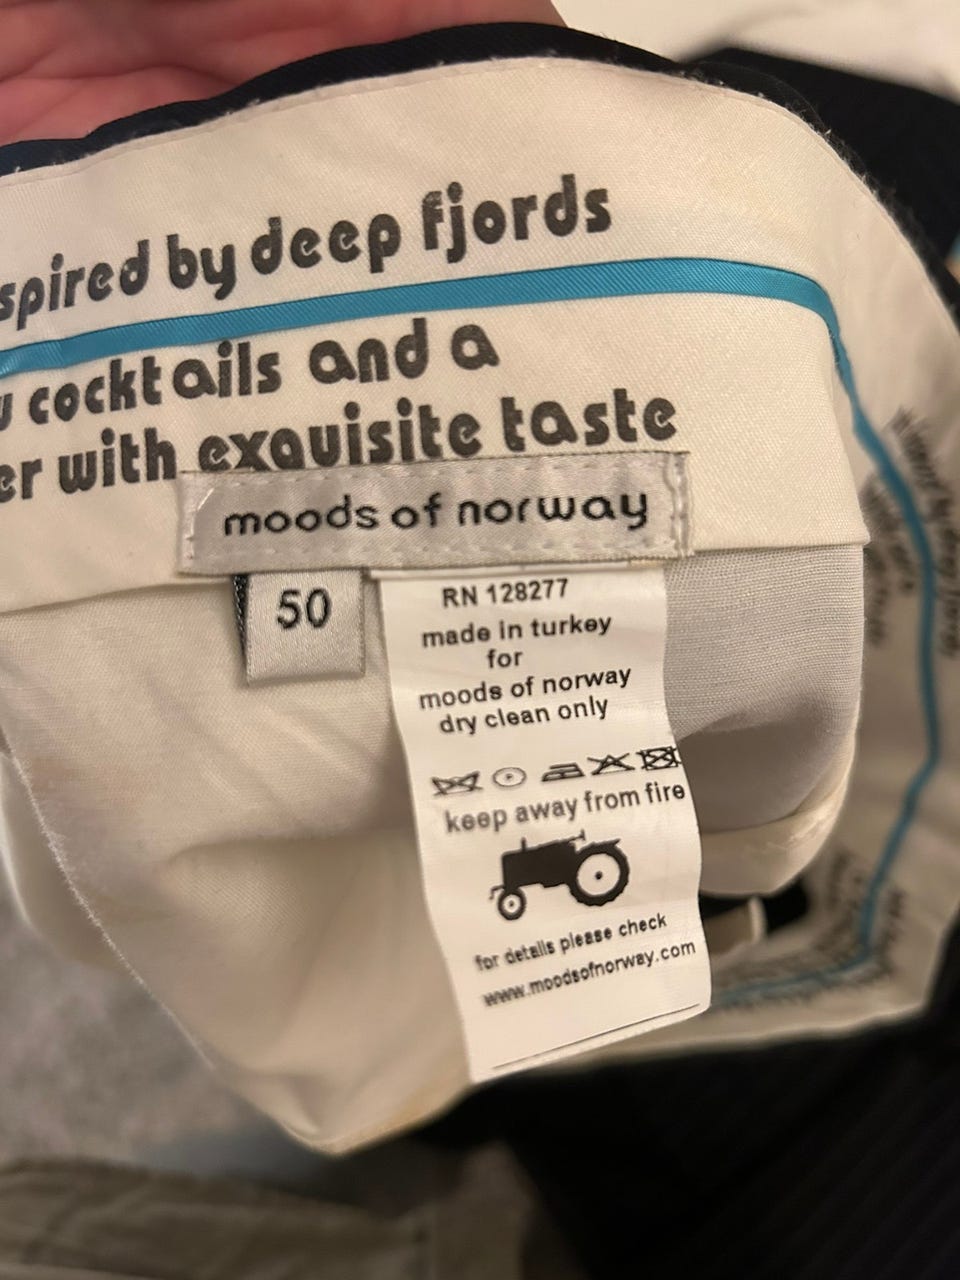 spired by deep fjords
cocktails and a
er with exquisite taste
moods of norway
50
RN 128277
made in turkey
for
moods of norway
dry clean only
keep away from fire
for details please check
www.moodsofnorway.com